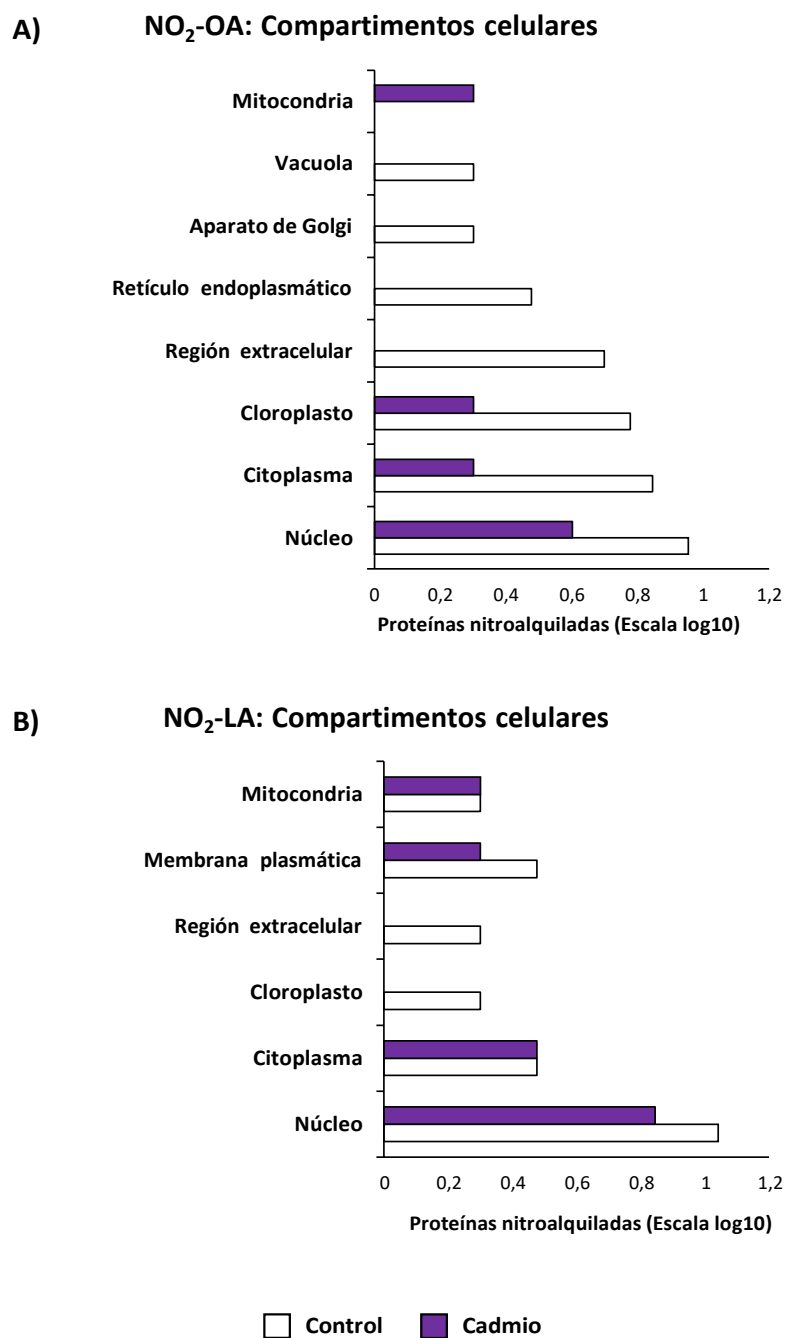 A)
NO₂-OA: Compartimentos celulares
Mitocondria
Vacuola
Aparato de Golgi
Retículo endoplasmático
Región extracelular
Cloroplasto
Citoplasma
Núcleo
0 0,2 0,4 0,6 0,8 1 1,2
Proteínas nitroalquiladas (Escala log10)
B)
NO₂-LA: Compartimentos celulares
Mitocondria
Membrana plasmática
Región extracelular
Cloroplasto
Citoplasma
Núcleo
0 0,2 0,4 0,6 0,8 1 1,2
Proteínas nitroalquiladas (Escala log10)
Control Cadmio